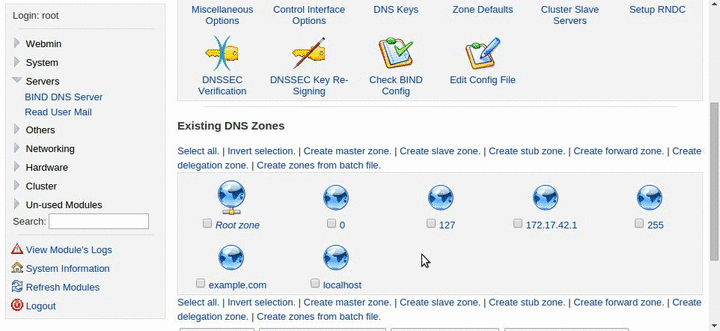 Login: root
Webmin
System
Servers
BIND DNS Server
Read User Mail
Others
Networking
Hardware
Cluster
Un-used Modules
Search:
View Module's Logs
System Information
Refresh Modules
Logout
Miscellaneous Options
Control Interface Options
DNS Keys
Zone Defaults
Cluster Slave Servers
Setup RNDC
DNSSEC Verification
DNSSEC Key Re-Signing
Check BIND Config
Edit Config File
Existing DNS Zones
Select all. | Invert selection. | Create master zone. | Create slave zone. | Create stub zone. | Create forward zone. | Create
delegation zone. | Create zones from batch file.
Root zone
0
127
172.17.42.1
255
example.com
localhost
Select all. | Invert selection. | Create master zone. | Create slave zone. | Create stub zone. | Create forward zone. | Create
delegation zone. | Create zones from batch file.